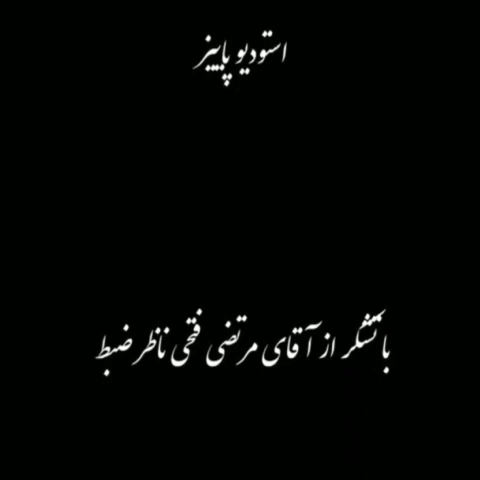 استودیو پاییز
با تشکر از آقای مرتضی فتحی ناظر ضبط